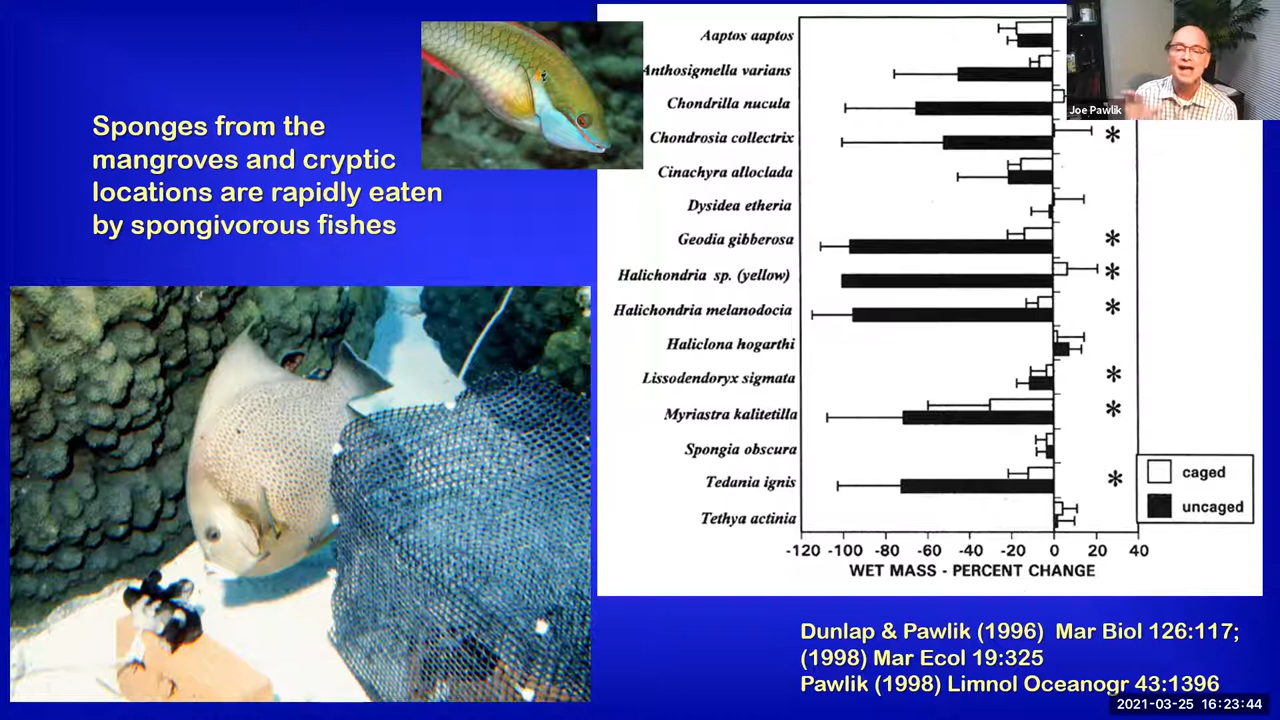 Sponges from the
mangroves and cryptic
locations are rapidly eaten
by spongivorous fishes
Aaptos aaptos
Anthosigmella varians
Chondrilla nucula
Chondrosia collectrix
*
Cinachyra alloclada
Dysidea etheria
Geodia gibberosa
*
Halichondria sp. (yellow)
*
Halichondria melanodocia
*
Haliclona hogarthi
Lissodendoryx sigmata
*
Myriastra kalitetilla
*
Spongia obscura
Tedania ignis
*
Tethya actinia
caged
uncaged
-120 -100 -80 -60 -40 -20 0 20 40
WET MASS - PERCENT CHANGE
Joe Pawlik
Dunlap & Pawlik (1996) Mar Biol 126:117;
(1998) Mar Ecol 19:325
Pawlik (1998) Limnol Oceanogr 43:1396
2021-03-25 16:23:44